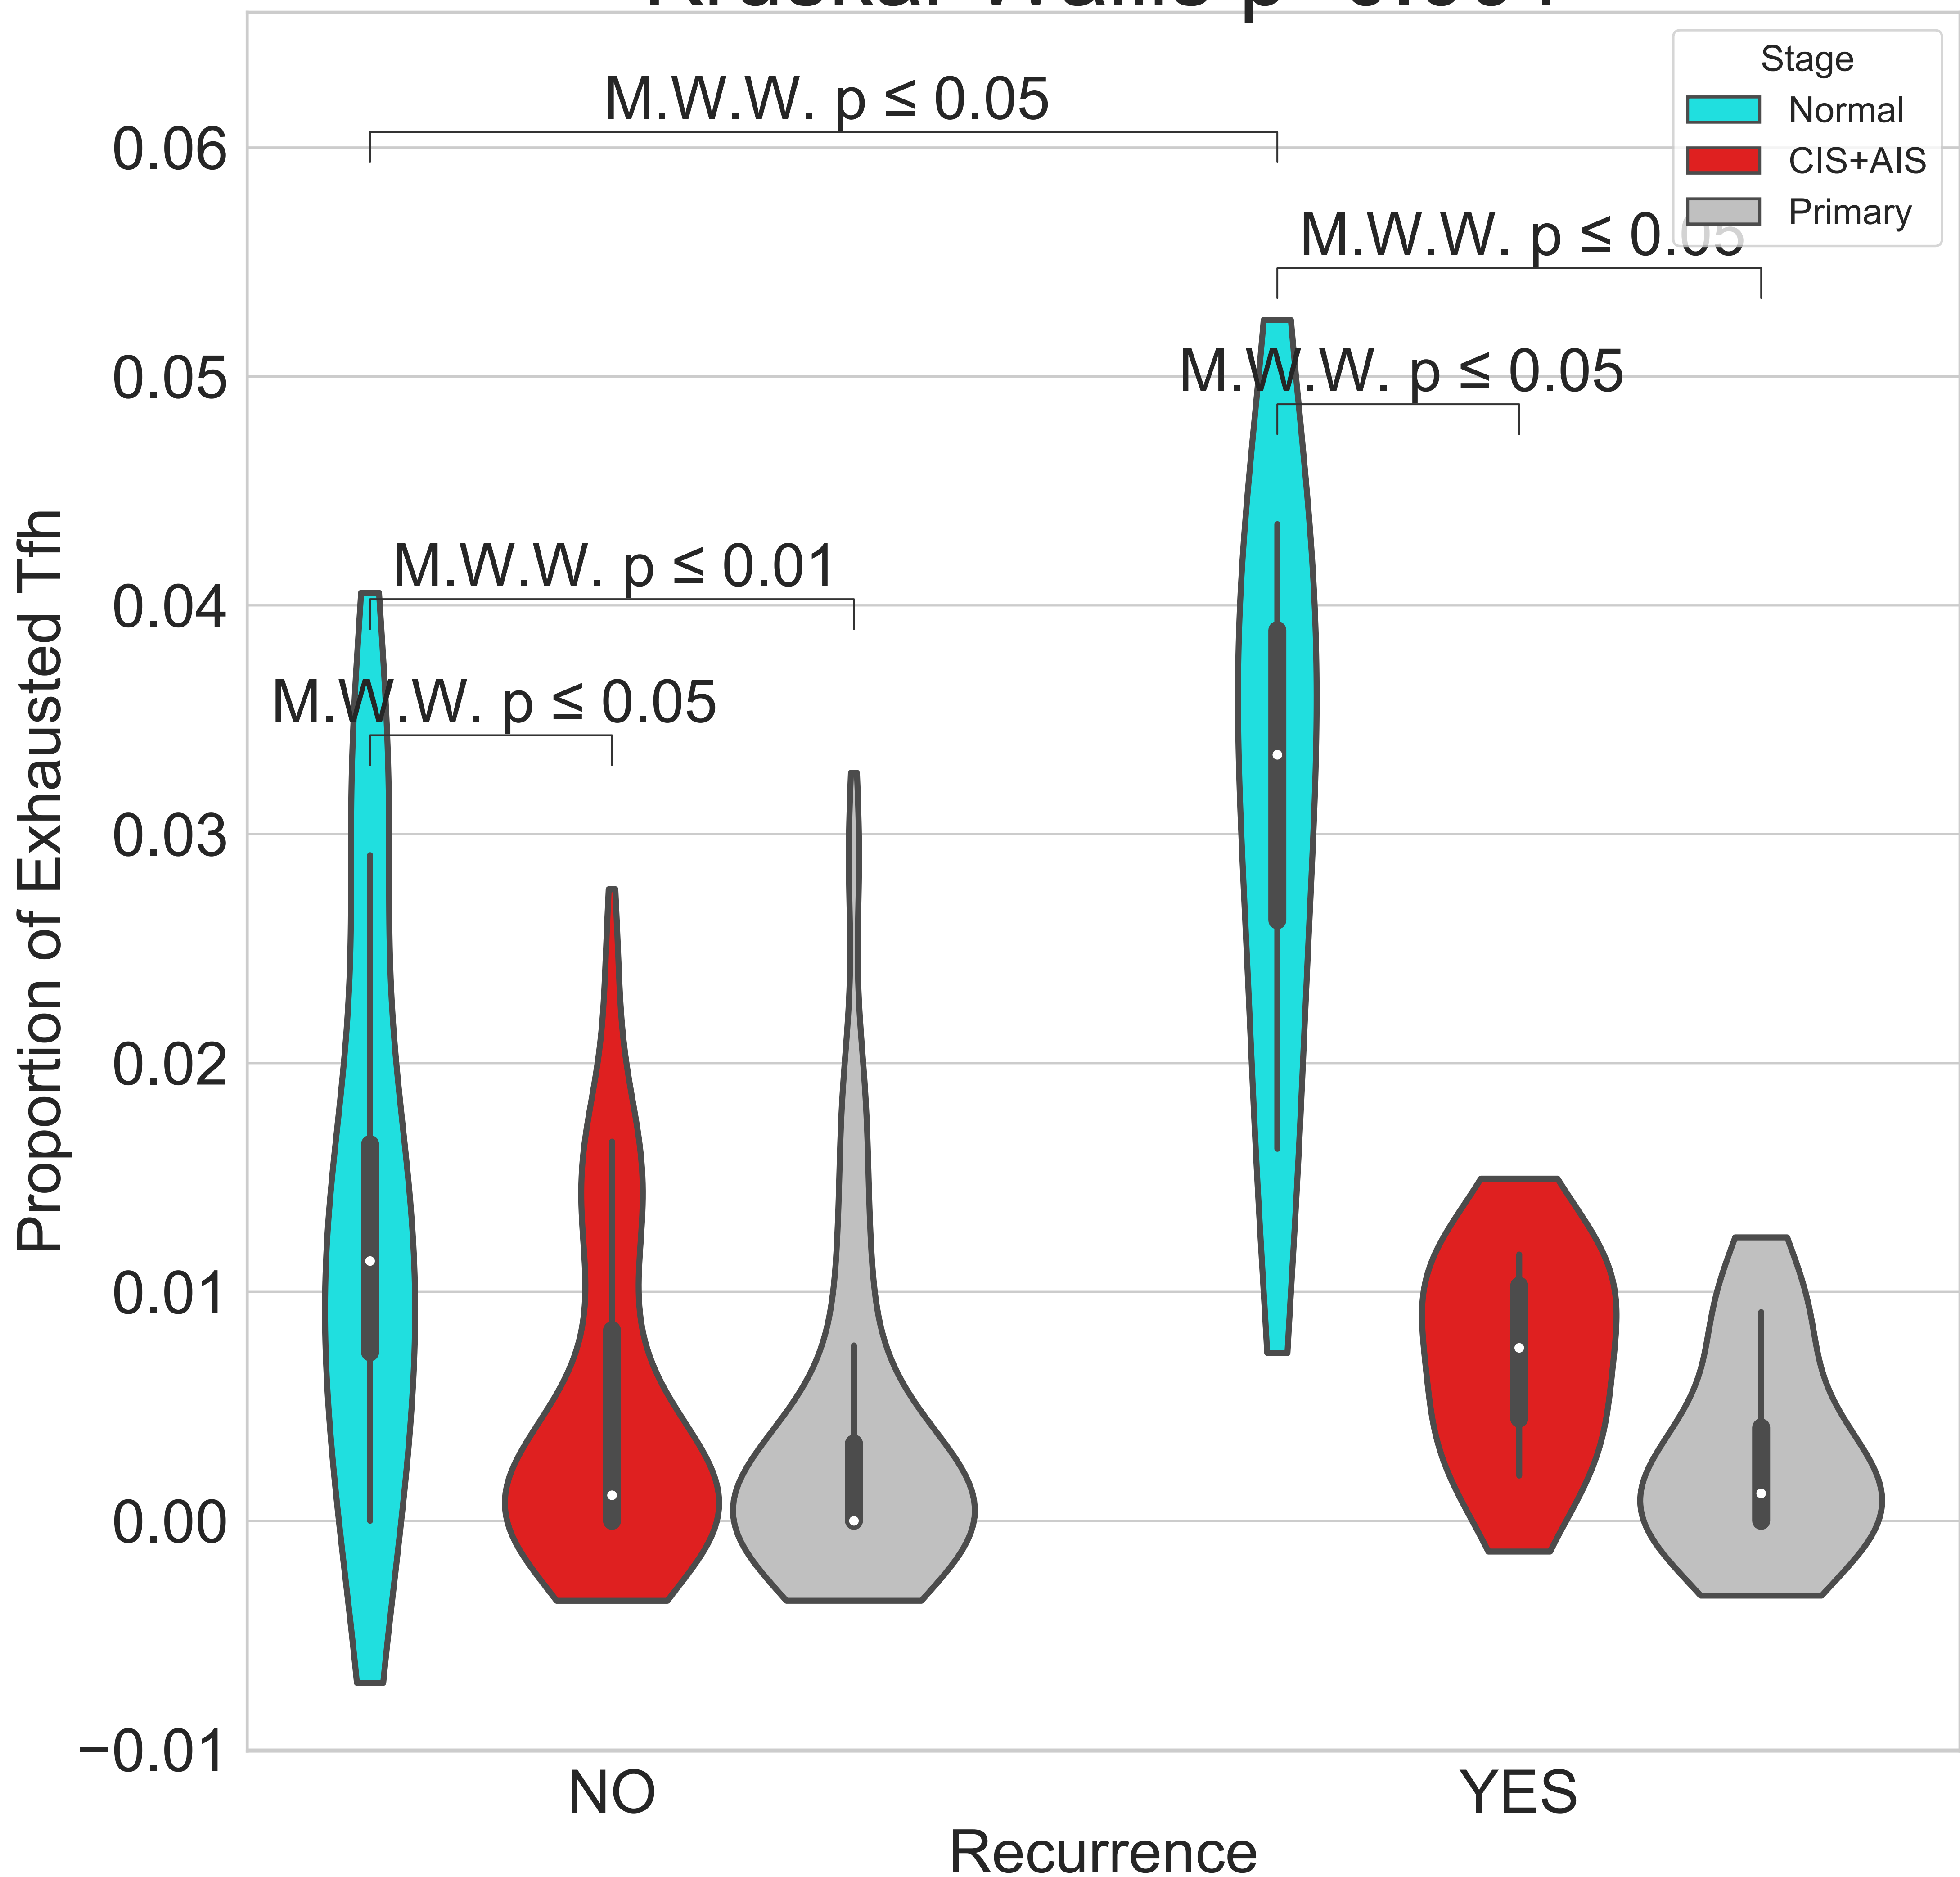 M.W.W. p ≤ 0.05
Stage
Normal
CIS+AIS
Primary
M.W.W. p ≤ 0.05
M.W.W. p ≤ 0.05
M.W.W. p ≤ 0.01
M.W.W. p ≤ 0.05
0.06
0.05
0.04
0.03
0.02
0.01
0.00
−0.01
Proportion of Exhausted Tfh
NO
YES
Recurrence